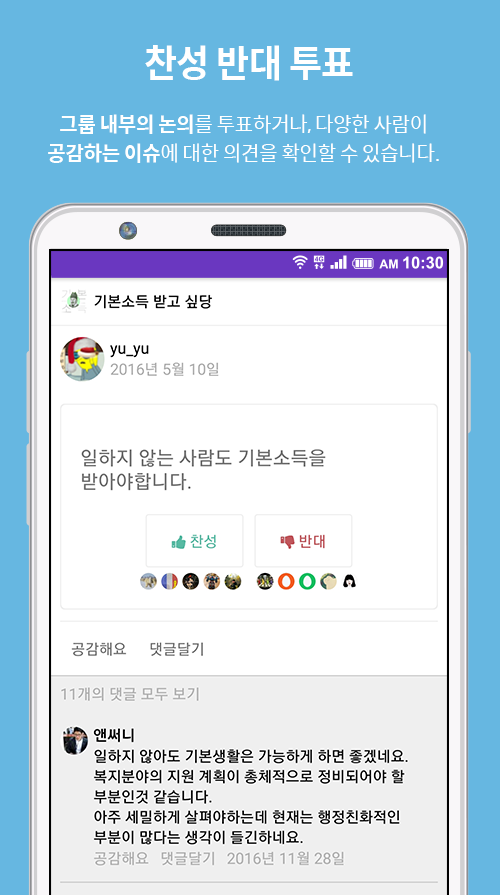 찬성 반대 투표
그룹 내부의 논의를 투표하거나, 다양한 사람이
공감하는 이슈에 대한 의견을 확인할 수 있습니다.
4G AM 10:30
기본소득 받고 싶당
yu_yu
2016년 5월 10일
일하지 않는 사람도 기본소득을
받아야합니다.
찬성 반대
공감해요 댓글달기
11개의 댓글 모두 보기
앤써니
일하지 않아도 기본생활은 가능하게 하면 좋겠네요.
복지분야의 지원 계획이 총체적으로 정비되어야 할
부분인것 같습니다.
아주 세밀하게 살펴야하는데 현재는 행정친화적인
부분이 많다는 생각이 들긴하네요.
공감해요 댓글달기 2016년 11월 28일